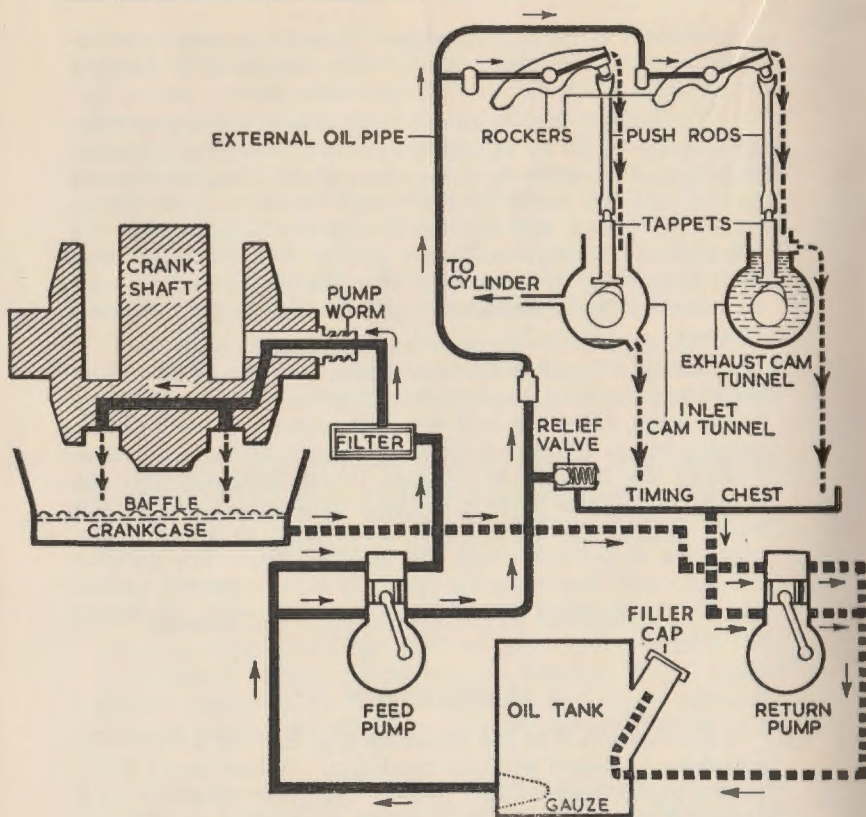 EXTERNAL OIL PIPE
ROCKERS
PUSH RODS
TAPPETS
CRANK
SHAFT
PUMP
WORM
TO
CYLINDER
EXHAUST CAM
TUNNEL
INLET
CAM TUNNEL
FILTER
RELIEF
VALVE
BAFFLE
CRANKCASE
TIMING CHEST
FEED
PUMP
OIL TANK
GAUZE
FILLER
CAP
RETURN
PUMP